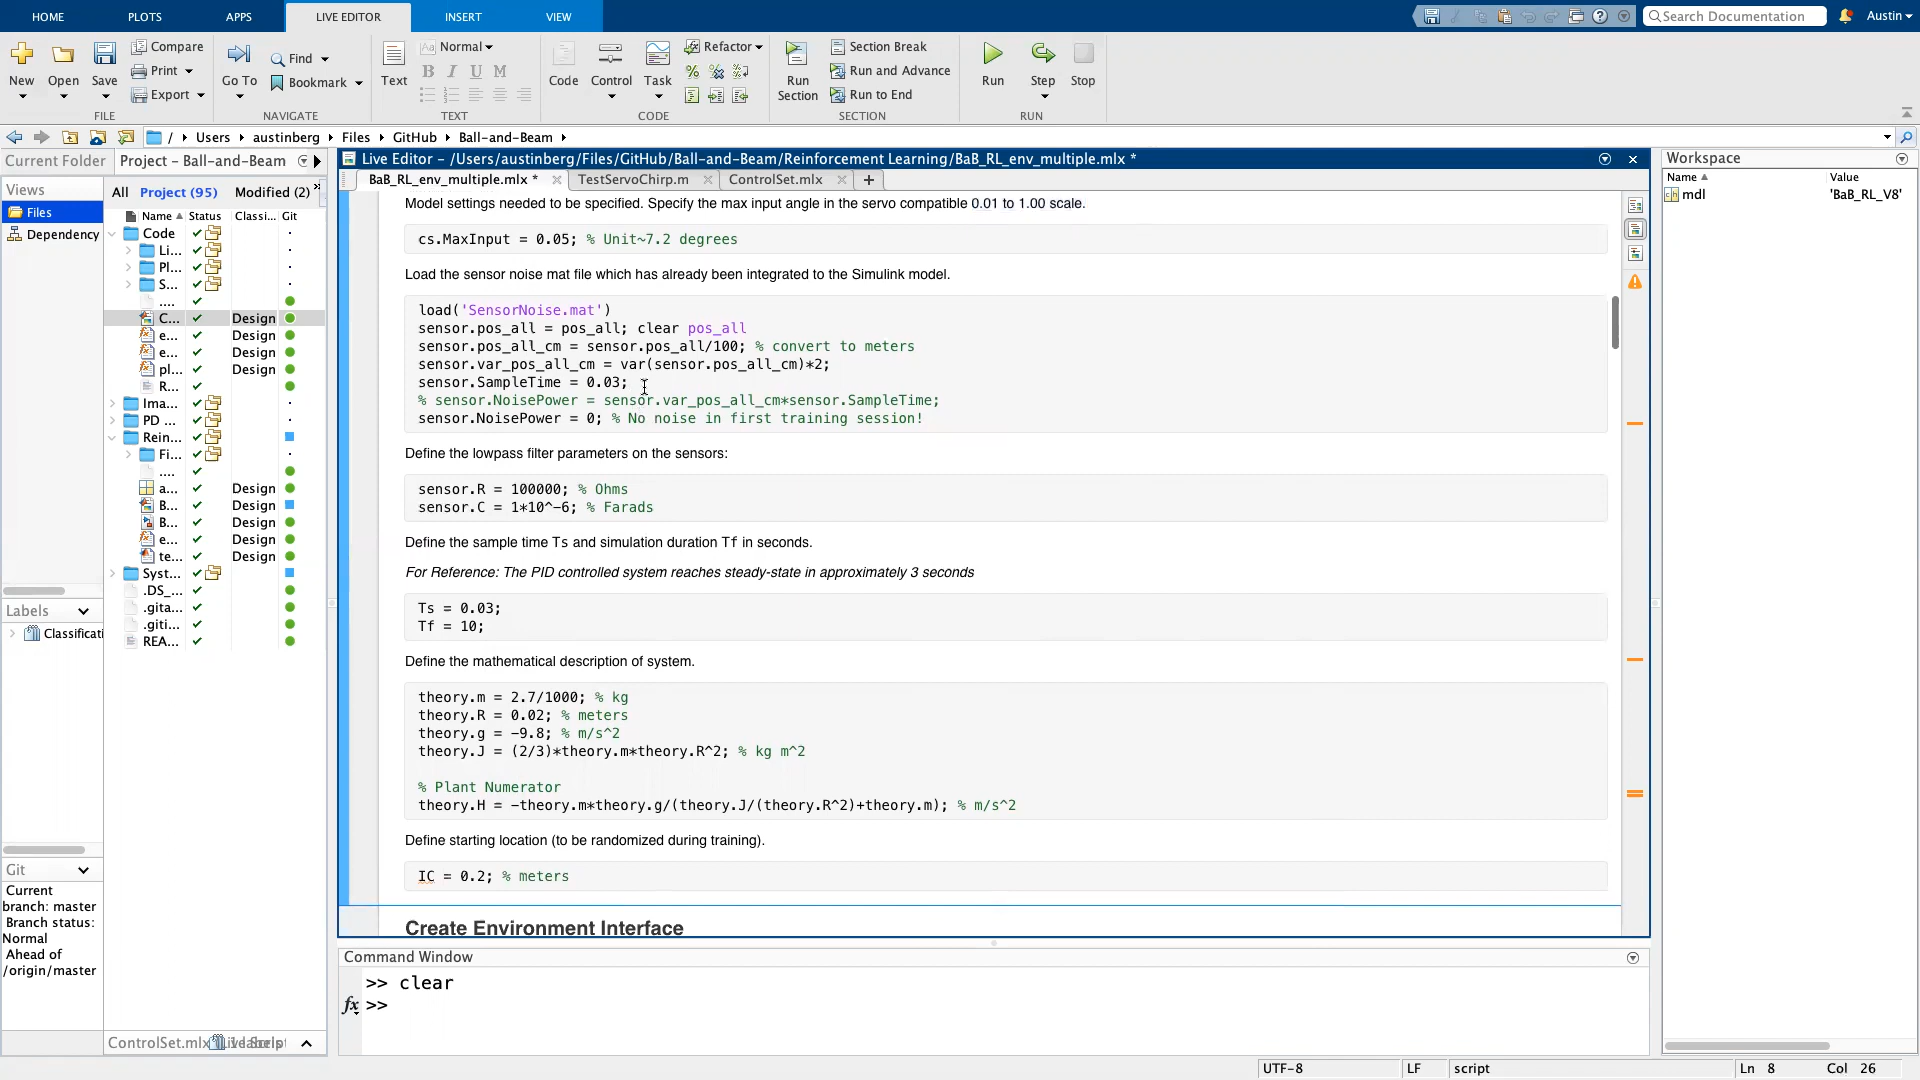 HOME PLOTS APPS LIVE EDITOR INSERT VIEW Search Documentation Austin
New Open Save Compare Print Export
FILE
Go To Find Bookmark
NAVIGATE
Text Aa Normal B I U M
TEXT
Code Control Task Refactor
CODE
Run Section Section Break Run and Advance Run to End
SECTION
Run Step Stop
RUN
/ Users austinberg Files GitHub Ball-and-Beam
Current Folder Project - Ball-and-Beam
Views
Files
Dependency
All Project (95) Modified (2)
Name Status Classi... Git
Code
Li...
Pl...
S...
....
C... Design
e... Design
e... Design
pl... Design
R...
Ima...
PD ...
Rein...
Fi...
....
a... Design
B... Design
B... Design
e... Design
te... Design
Syst...
.DS_...
.gita...
.giti...
REA...
Labels
Classificati
Git
Current
branch: master
Branch status:
Normal
Ahead of
/origin/master
ControlSet.mlx
Live Editor - /Users/austinberg/Files/GitHub/Ball-and-Beam/Reinforcement Learning/BaB_RL_env_multiple.mlx *
BaB_RL_env_multiple.mlx * TestServoChirp.m ControlSet.mlx
Model settings needed to be specified. Specify the max input angle in the servo compatible 0.01 to 1.00 scale.
cs.MaxInput = 0.05; % Unit~7.2 degrees
Load the sensor noise mat file which has already been integrated to the Simulink model.
load('SensorNoise.mat')
sensor.pos_all = pos_all; clear pos_all
sensor.pos_all_cm = sensor.pos_all/100; % convert to meters
sensor.var_pos_all_cm = var(sensor.pos_all_cm)*2;
sensor.SampleTime = 0.03;
% sensor.NoisePower = sensor.var_pos_all_cm*sensor.SampleTime;
sensor.NoisePower = 0; % No noise in first training session!
Define the lowpass filter parameters on the sensors:
sensor.R = 100000; % Ohms
sensor.C = 1*10^-6; % Farads
Define the sample time Ts and simulation duration Tf in seconds.
For Reference: The PID controlled system reaches steady-state in approximately 3 seconds
Ts = 0.03;
Tf = 10;
Define the mathematical description of system.
theory.m = 2.7/1000; % kg
theory.R = 0.02; % meters
theory.g = -9.8; % m/s^2
theory.J = (2/3)*theory.m*theory.R^2; % kg m^2
% Plant Numerator
theory.H = -theory.m*theory.g/(theory.J/(theory.R^2)+theory.m); % m/s^2
Define starting location (to be randomized during training).
IC = 0.2; % meters
Create Environment Interface
Command Window
>> clear
fx >>
Workspace
Name Value
mdl 'BaB_RL_V8'
UTF-8 LF script Ln 8 Col 26